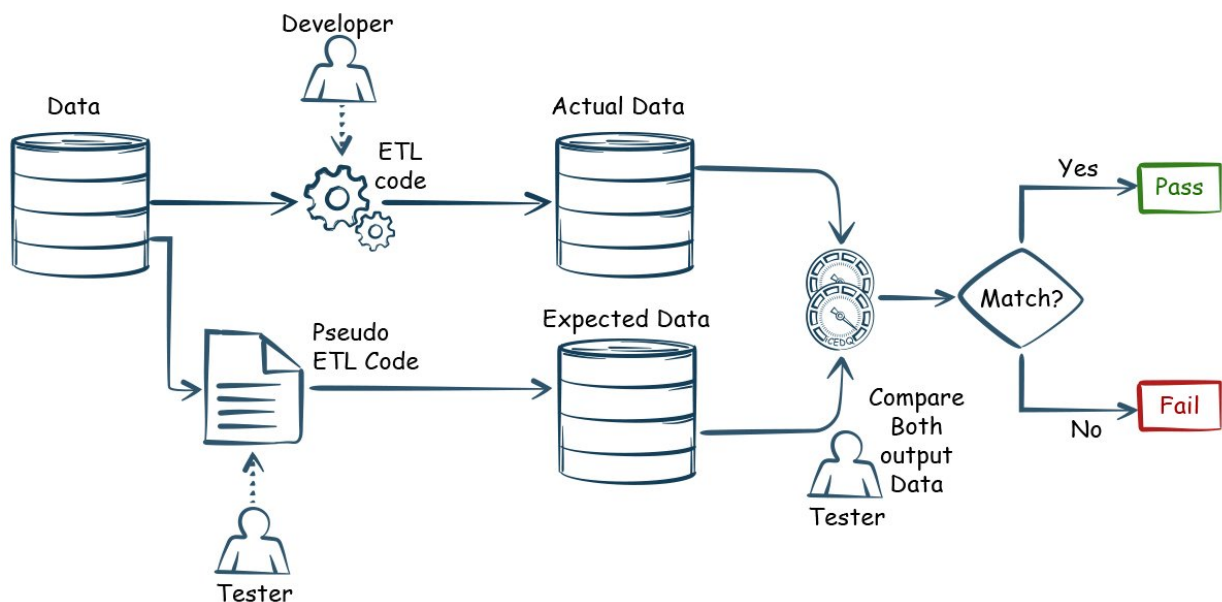 Developer
Data
ETL
code
Actual Data
Yes
Pass
Pseudo
ETL Code
Expected Data
iCEDQ
Match?
Compare
Both
output
Data
No
Fail
Tester
Tester